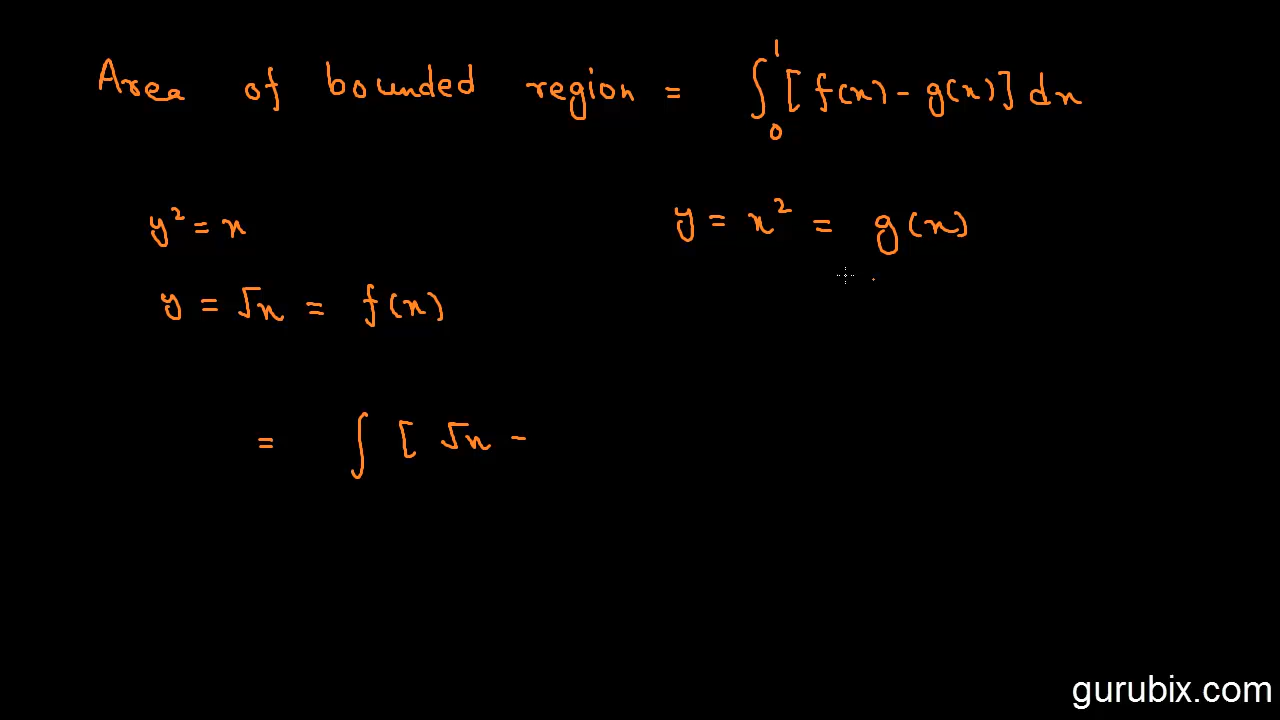 Area of bounded region = ∫₀¹ [f(x) - g(x)] dx
y² = x
y = x² = g(x)
y = √x = f(x)
= ∫ [ √x -
gurubix.com